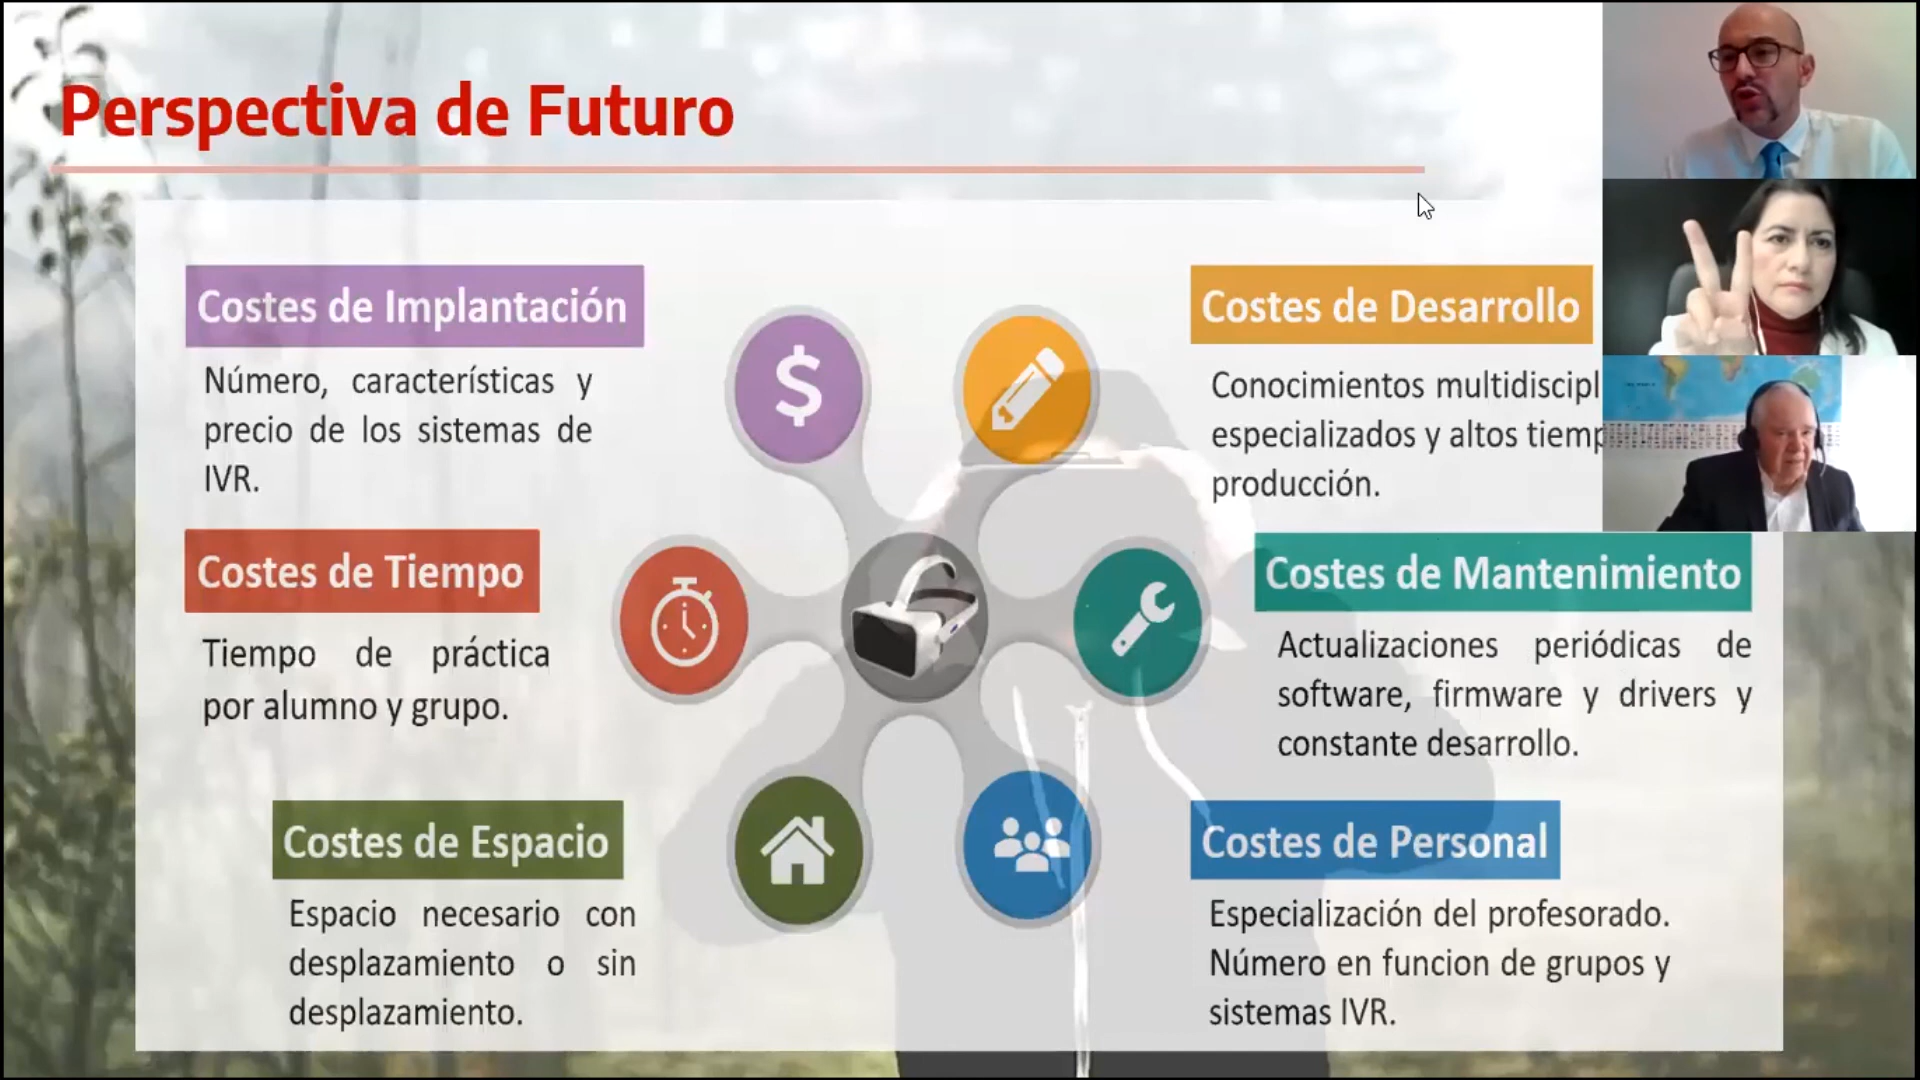 Perspectiva de Futuro
Costes de Implantación
Número, características y
precio de los sistemas de
IVR.
Costes de Tiempo
Tiempo de práctica
por alumno y grupo.
Costes de Espacio
Espacio necesario con
desplazamiento o sin
desplazamiento.
$
Costes de Desarrollo
Conocimientos
especializados y altos
producción.
Costes de Mantenimiento
Actualizaciones periódicas de
software, firmware y drivers y
constante desarrollo.
Costes de Personal
Especialización del profesorado.
Número en funcion de grupos y
sistemas IVR.